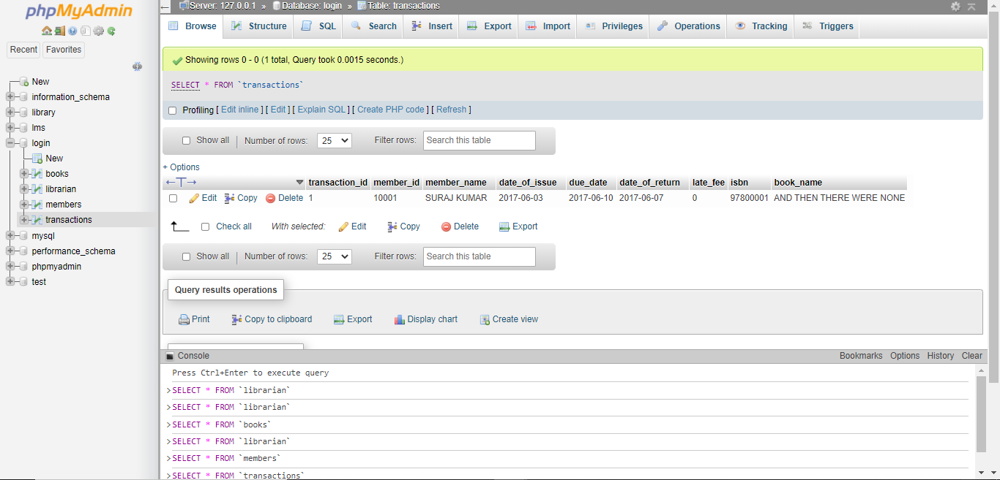 phpMyAdmin
Recent Favorites
New
information_schema
library
lms
login
New
books
librarian
members
transactions
mysql
performance_schema
phpmyadmin
test
Server: 127.0.0.1 » Database: login » Table: transactions
Browse Structure SQL Search Insert Export Import Privileges Operations Tracking Triggers
Showing rows 0 - 0 (1 total, Query took 0.0015 seconds.)
SELECT * FROM `transactions`
Profiling [ Edit inline ] [ Edit ] [ Explain SQL ] [ Create PHP code ] [ Refresh ]
Show all | Number of rows: 25 Filter rows: Search this table
+ Options
←T→ transaction_id member_id member_name date_of_issue due_date date_of_return late_fee isbn book_name
Edit Copy Delete 1 10001 SURAJ KUMAR 2017-06-03 2017-06-10 2017-06-07 0 97800001 AND THEN THERE WERE NONE
Check all With selected: Edit Copy Delete Export
Show all | Number of rows: 25 Filter rows: Search this table
Query results operations
Print Copy to clipboard Export Display chart Create view
Console Bookmarks Options History Clear
Press Ctrl+Enter to execute query
>SELECT * FROM `librarian`
>SELECT * FROM `librarian`
>SELECT * FROM `books`
>SELECT * FROM `librarian`
>SELECT * FROM `members`
>SELECT * FROM `transactions`